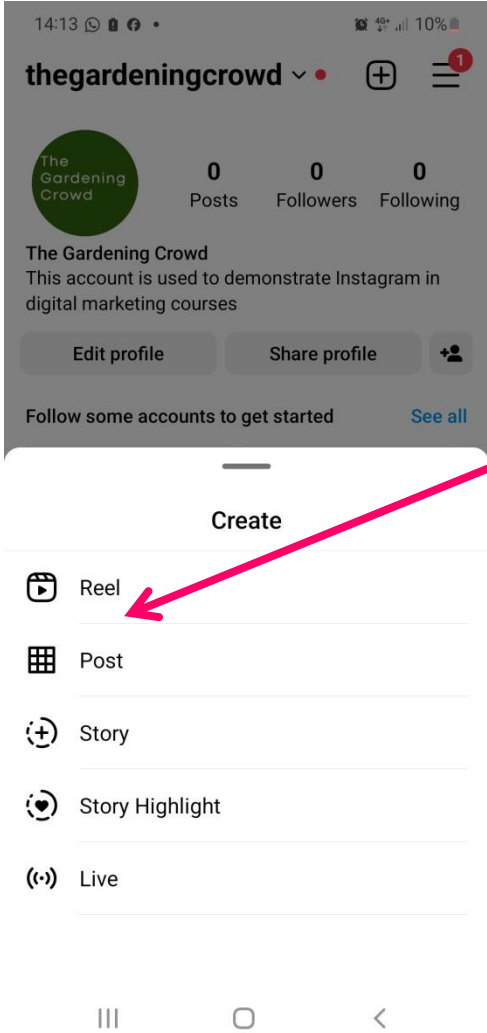 14:13 4G+ 10%
thegardeningcrowd 1
The
Gardening
Crowd
0 0 0
Posts Followers Following
The Gardening Crowd
This account is used to demonstrate Instagram in
digital marketing courses
Edit profile Share profile
Follow some accounts to get started See all
Create
Reel
Post
Story
Story Highlight
Live